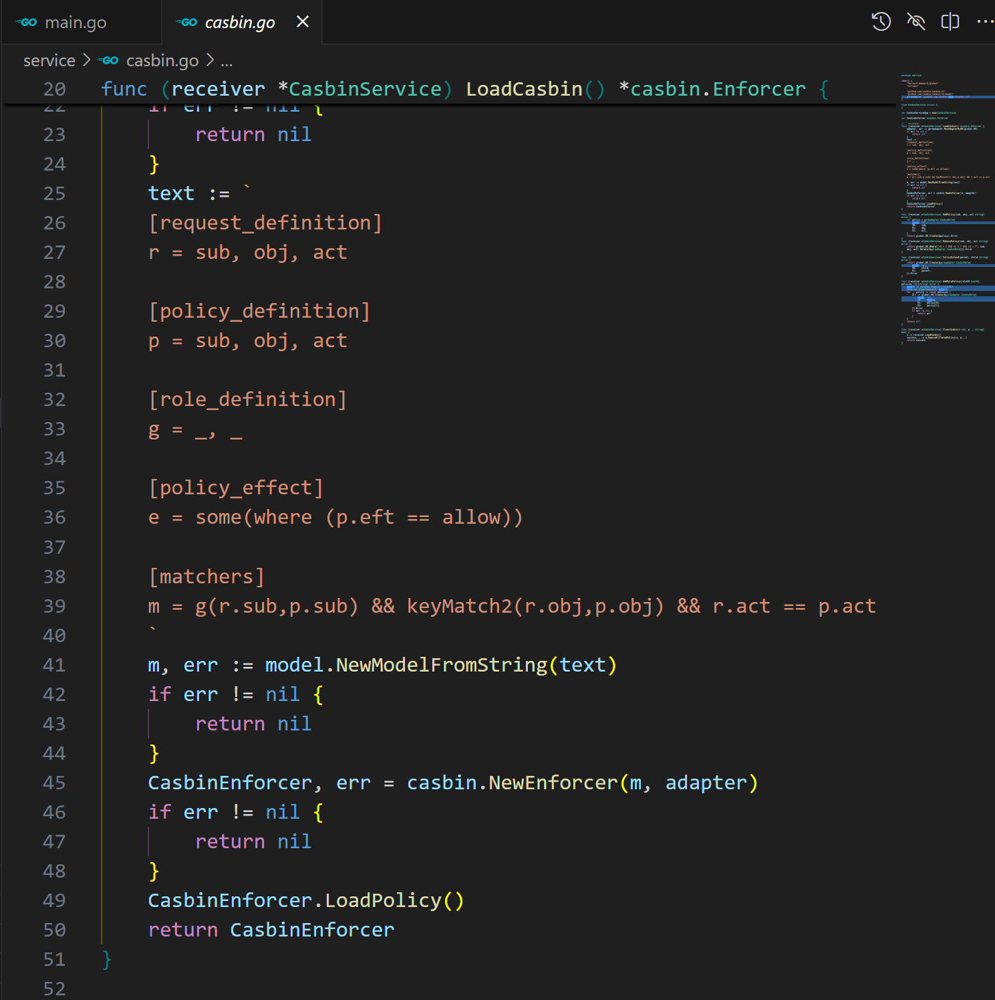 main.go
casbin.go
service > casbin.go > ...
20 func (receiver *CasbinService) LoadCasbin() *casbin.Enforcer {
22 if err != nil {
23 return nil
24 }
25 text := `
26 [request_definition]
27 r = sub, obj, act
28
29 [policy_definition]
30 p = sub, obj, act
31
32 [role_definition]
33 g = _, _
34
35 [policy_effect]
36 e = some(where (p.eft == allow))
37
38 [matchers]
39 m = g(r.sub,p.sub) && keyMatch2(r.obj,p.obj) && r.act == p.act
40 `
41 m, err := model.NewModelFromString(text)
42 if err != nil {
43 return nil
44 }
45 CasbinEnforcer, err = casbin.NewEnforcer(m, adapter)
46 if err != nil {
47 return nil
48 }
49 CasbinEnforcer.LoadPolicy()
50 return CasbinEnforcer
51 }
52